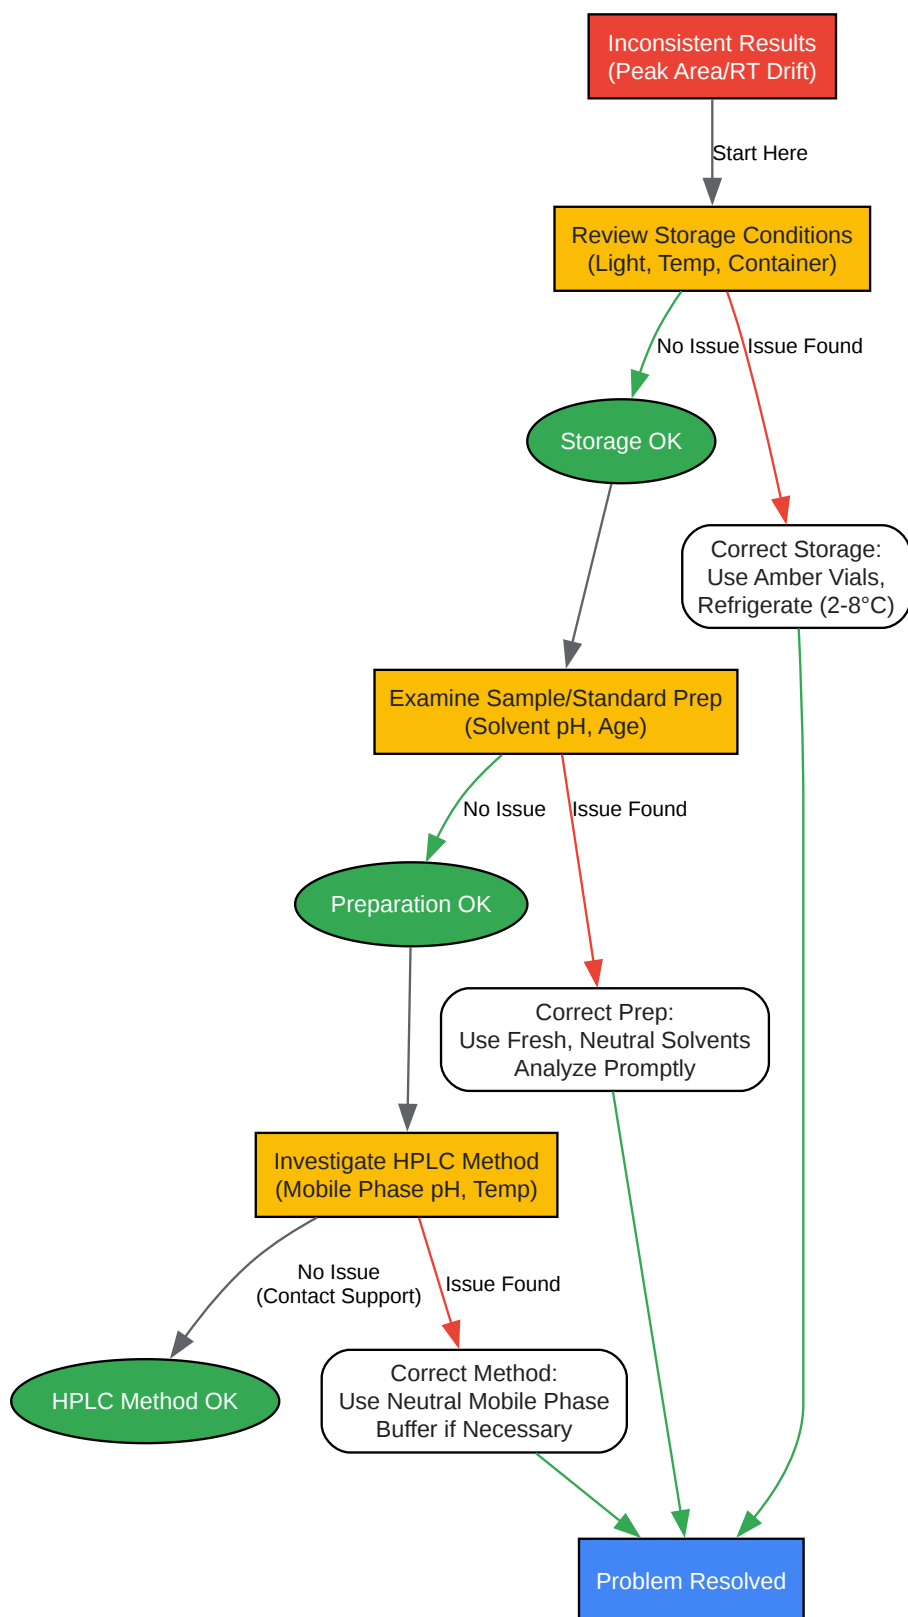 Inconsistent Results
(Peak Area/RT Drift)
Start Here
Review Storage Conditions
(Light, Temp, Container)
No Issue
Issue Found
Storage OK
Correct Storage:
Use Amber Vials,
Refrigerate (2-8°C)
Examine Sample/Standard Prep
(Solvent pH, Age)
No Issue
Issue Found
Preparation OK
Correct Prep:
Use Fresh, Neutral Solvents
Analyze Promptly
Investigate HPLC Method
(Mobile Phase pH, Temp)
No Issue
(Contact Support)
Issue Found
HPLC Method OK
Correct Method:
Use Neutral Mobile Phase
Buffer if Necessary
Problem Resolved